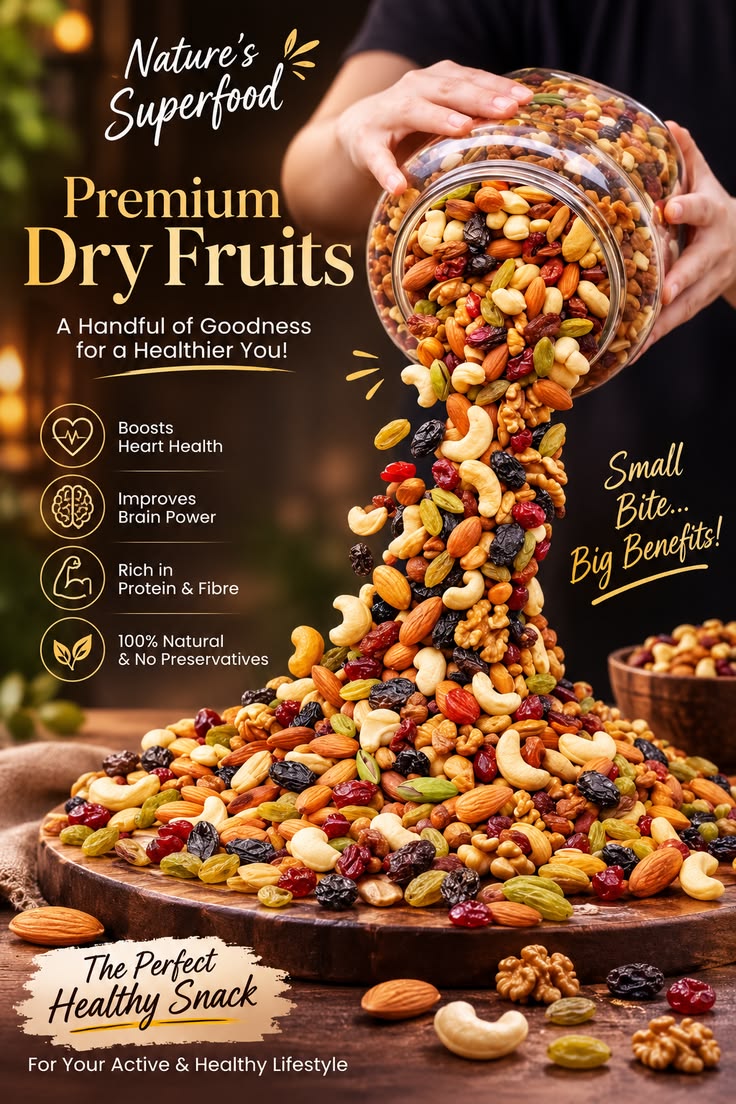 Nature's
Superfood
Premium
Dry Fruits
A Handful of Goodness
for a Healthier You!
Boosts
Heart Health
Improves
Brain Power
Rich in
Protein & Fibre
100% Natural
& No Preservatives
Small
Bite...
Big Benefits!
The Perfect
Healthy Snack
For Your Active & Healthy Lifestyle